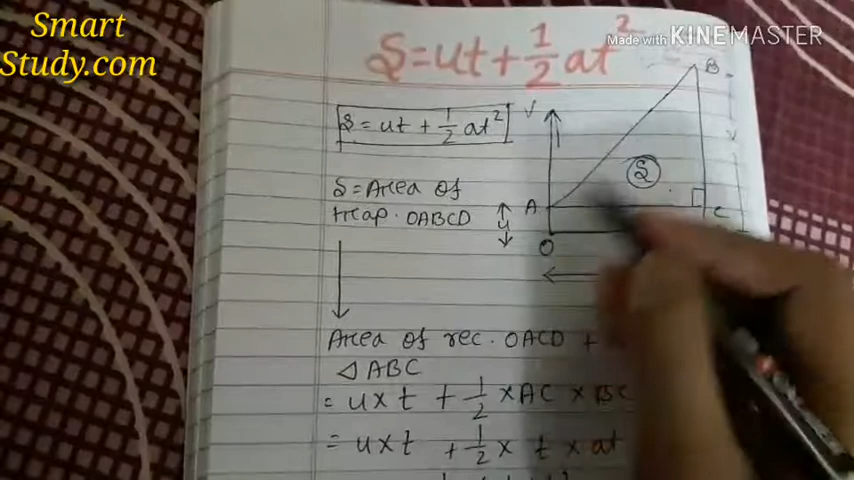 Smart
Study.com
Made with KINEMASTER
S=ut+1/2at²
S = ut + 1/2 at²
V
B
S = Area of
trap. OABCD
S
V
A
u
C
O
Area of rec. OACD +
⊿ ABC
= u×t + 1/2 ×AC × BC
= u×t + 1/2 × t × at